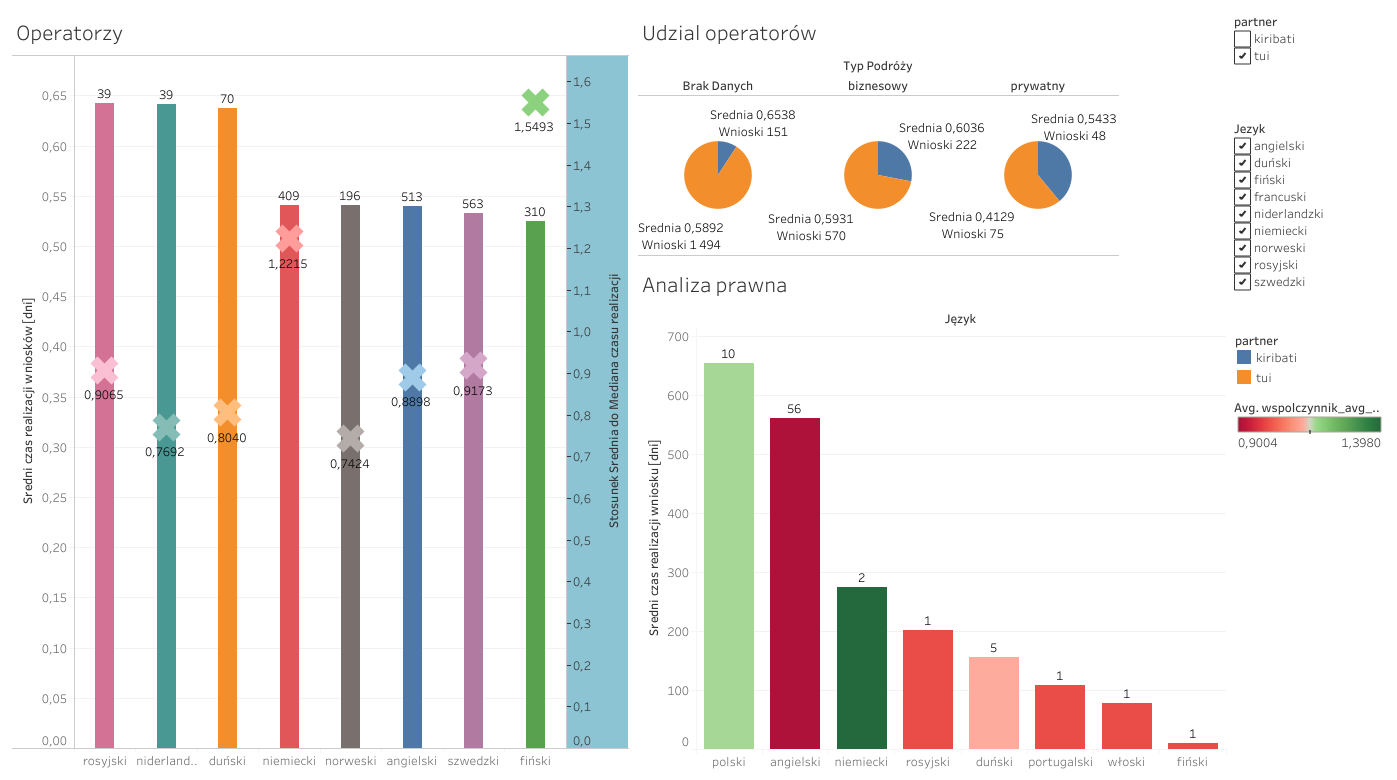 Operatorzy
Sredni czas realizacji wniosków [dni]
0,65
0,60
0,55
0,50
0,45
0,40
0,35
0,30
0,25
0,20
0,15
0,10
0,05
0,00
39
39
70
409
196
513
563
310
0,9065
0,7692
0,8040
1,2215
0,7424
0,8898
0,9173
1,5493
rosyjski
niderland..
duński
niemiecki
norweski
angielski
szwedzki
fiński
1,6
1,5
1,4
1,3
1,2
1,1
1,0
0,9
0,8
0,7
0,6
0,5
0,4
0,3
0,2
0,1
0,0
Stosunek Srednia do Mediana czasu realizacji
Udzial operatorów
Typ Podróży
Brak Danych
biznesowy
prywatny
Srednia 0,6538
Wnioski 151
Srednia 0,5892
Wnioski 1 494
Srednia 0,6036
Wnioski 222
Srednia 0,5931
Wnioski 570
Srednia 0,5433
Wnioski 48
Srednia 0,4129
Wnioski 75
Analiza prawna
Język
Sredni czas realizacji wniosku [dni]
700
600
500
400
300
200
100
0
10
56
2
1
5
1
1
1
polski
angielski
niemiecki
rosyjski
duński
portugalski
włoski
fiński
partner
kiribati
tui
Jezyk
angielski
duński
fiński
francuski
niderlandzki
niemiecki
norweski
rosyjski
szwedzki
partner
kiribati
tui
Avg. wspolczynnik_avg_..
0,9004
1,3980